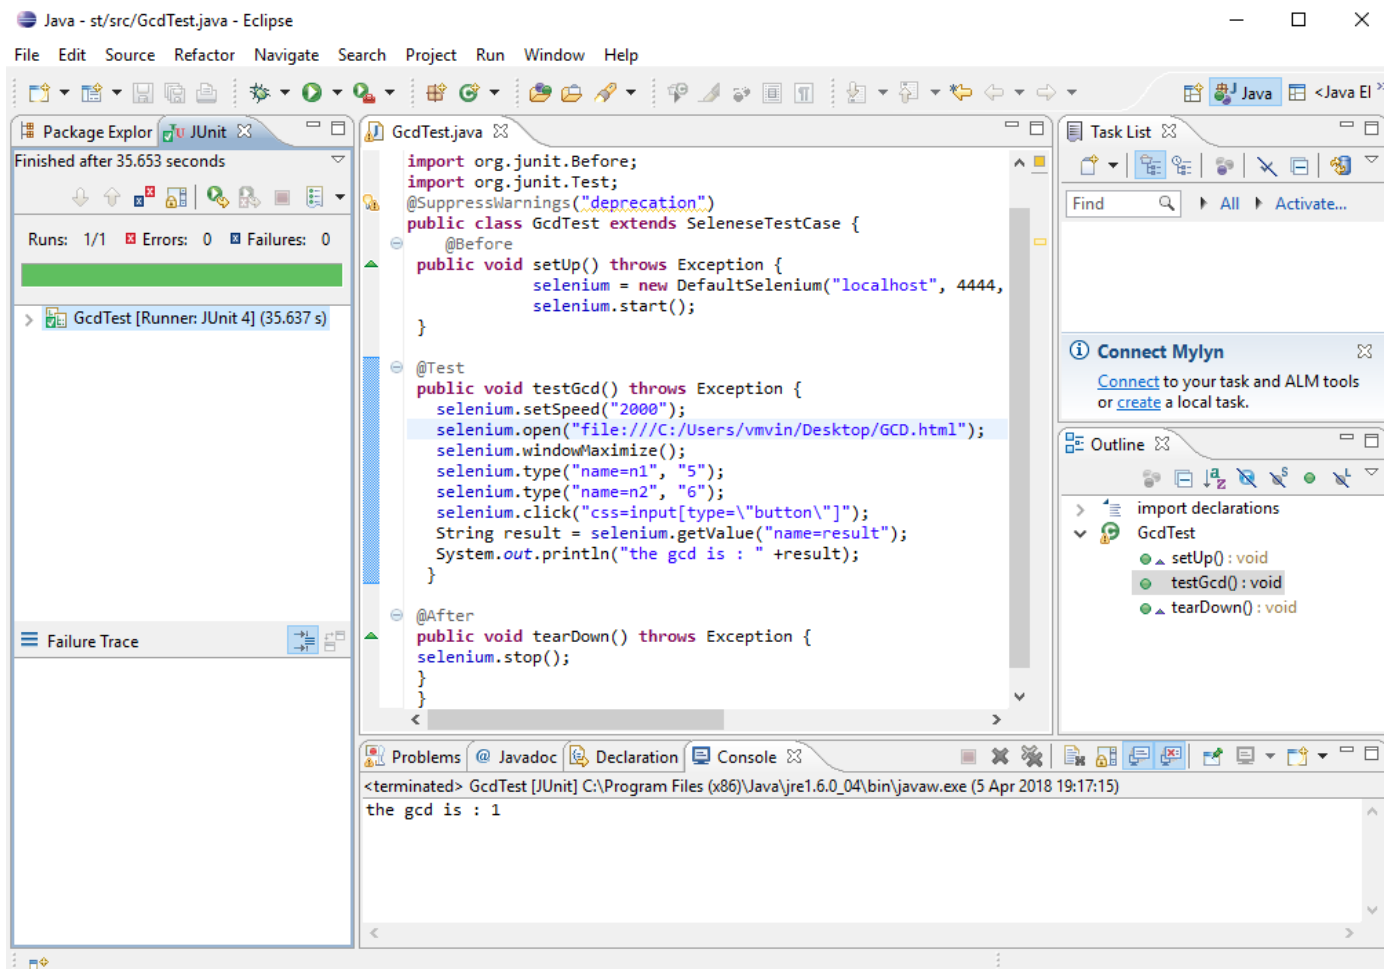 Java - st/src/GcdTest.java - Eclipse
File Edit Source Refactor Navigate Search Project Run Window Help
Java <Java El
Package Explor JUnit
Finished after 35.653 seconds
Runs: 1/1 Errors: 0 Failures: 0
GcdTest [Runner: JUnit 4] (35.637 s)
Failure Trace
GcdTest.java
import org.junit.Before;
import org.junit.Test;
@SuppressWarnings("deprecation")
public class GcdTest extends SeleneseTestCase {
@Before
public void setUp() throws Exception {
selenium = new DefaultSelenium("localhost", 4444,
selenium.start();
}
@Test
public void testGcd() throws Exception {
selenium.setSpeed("2000");
selenium.open("file:///C:/Users/vmvin/Desktop/GCD.html");
selenium.windowMaximize();
selenium.type("name=n1", "5");
selenium.type("name=n2", "6");
selenium.click("css=input[type=\"button\"]");
String result = selenium.getValue("name=result");
System.out.println("the gcd is : " +result);
}
@After
public void tearDown() throws Exception {
selenium.stop();
}
}
Task List
Find All Activate...
Connect Mylyn
Connect to your task and ALM tools
or create a local task.
Outline
import declarations
GcdTest
setUp() : void
testGcd() : void
tearDown() : void
Problems @ Javadoc Declaration Console
<terminated> GcdTest [JUnit] C:\Program Files (x86)\Java\jre1.6.0_04\bin\javaw.exe (5 Apr 2018 19:17:15)
the gcd is : 1